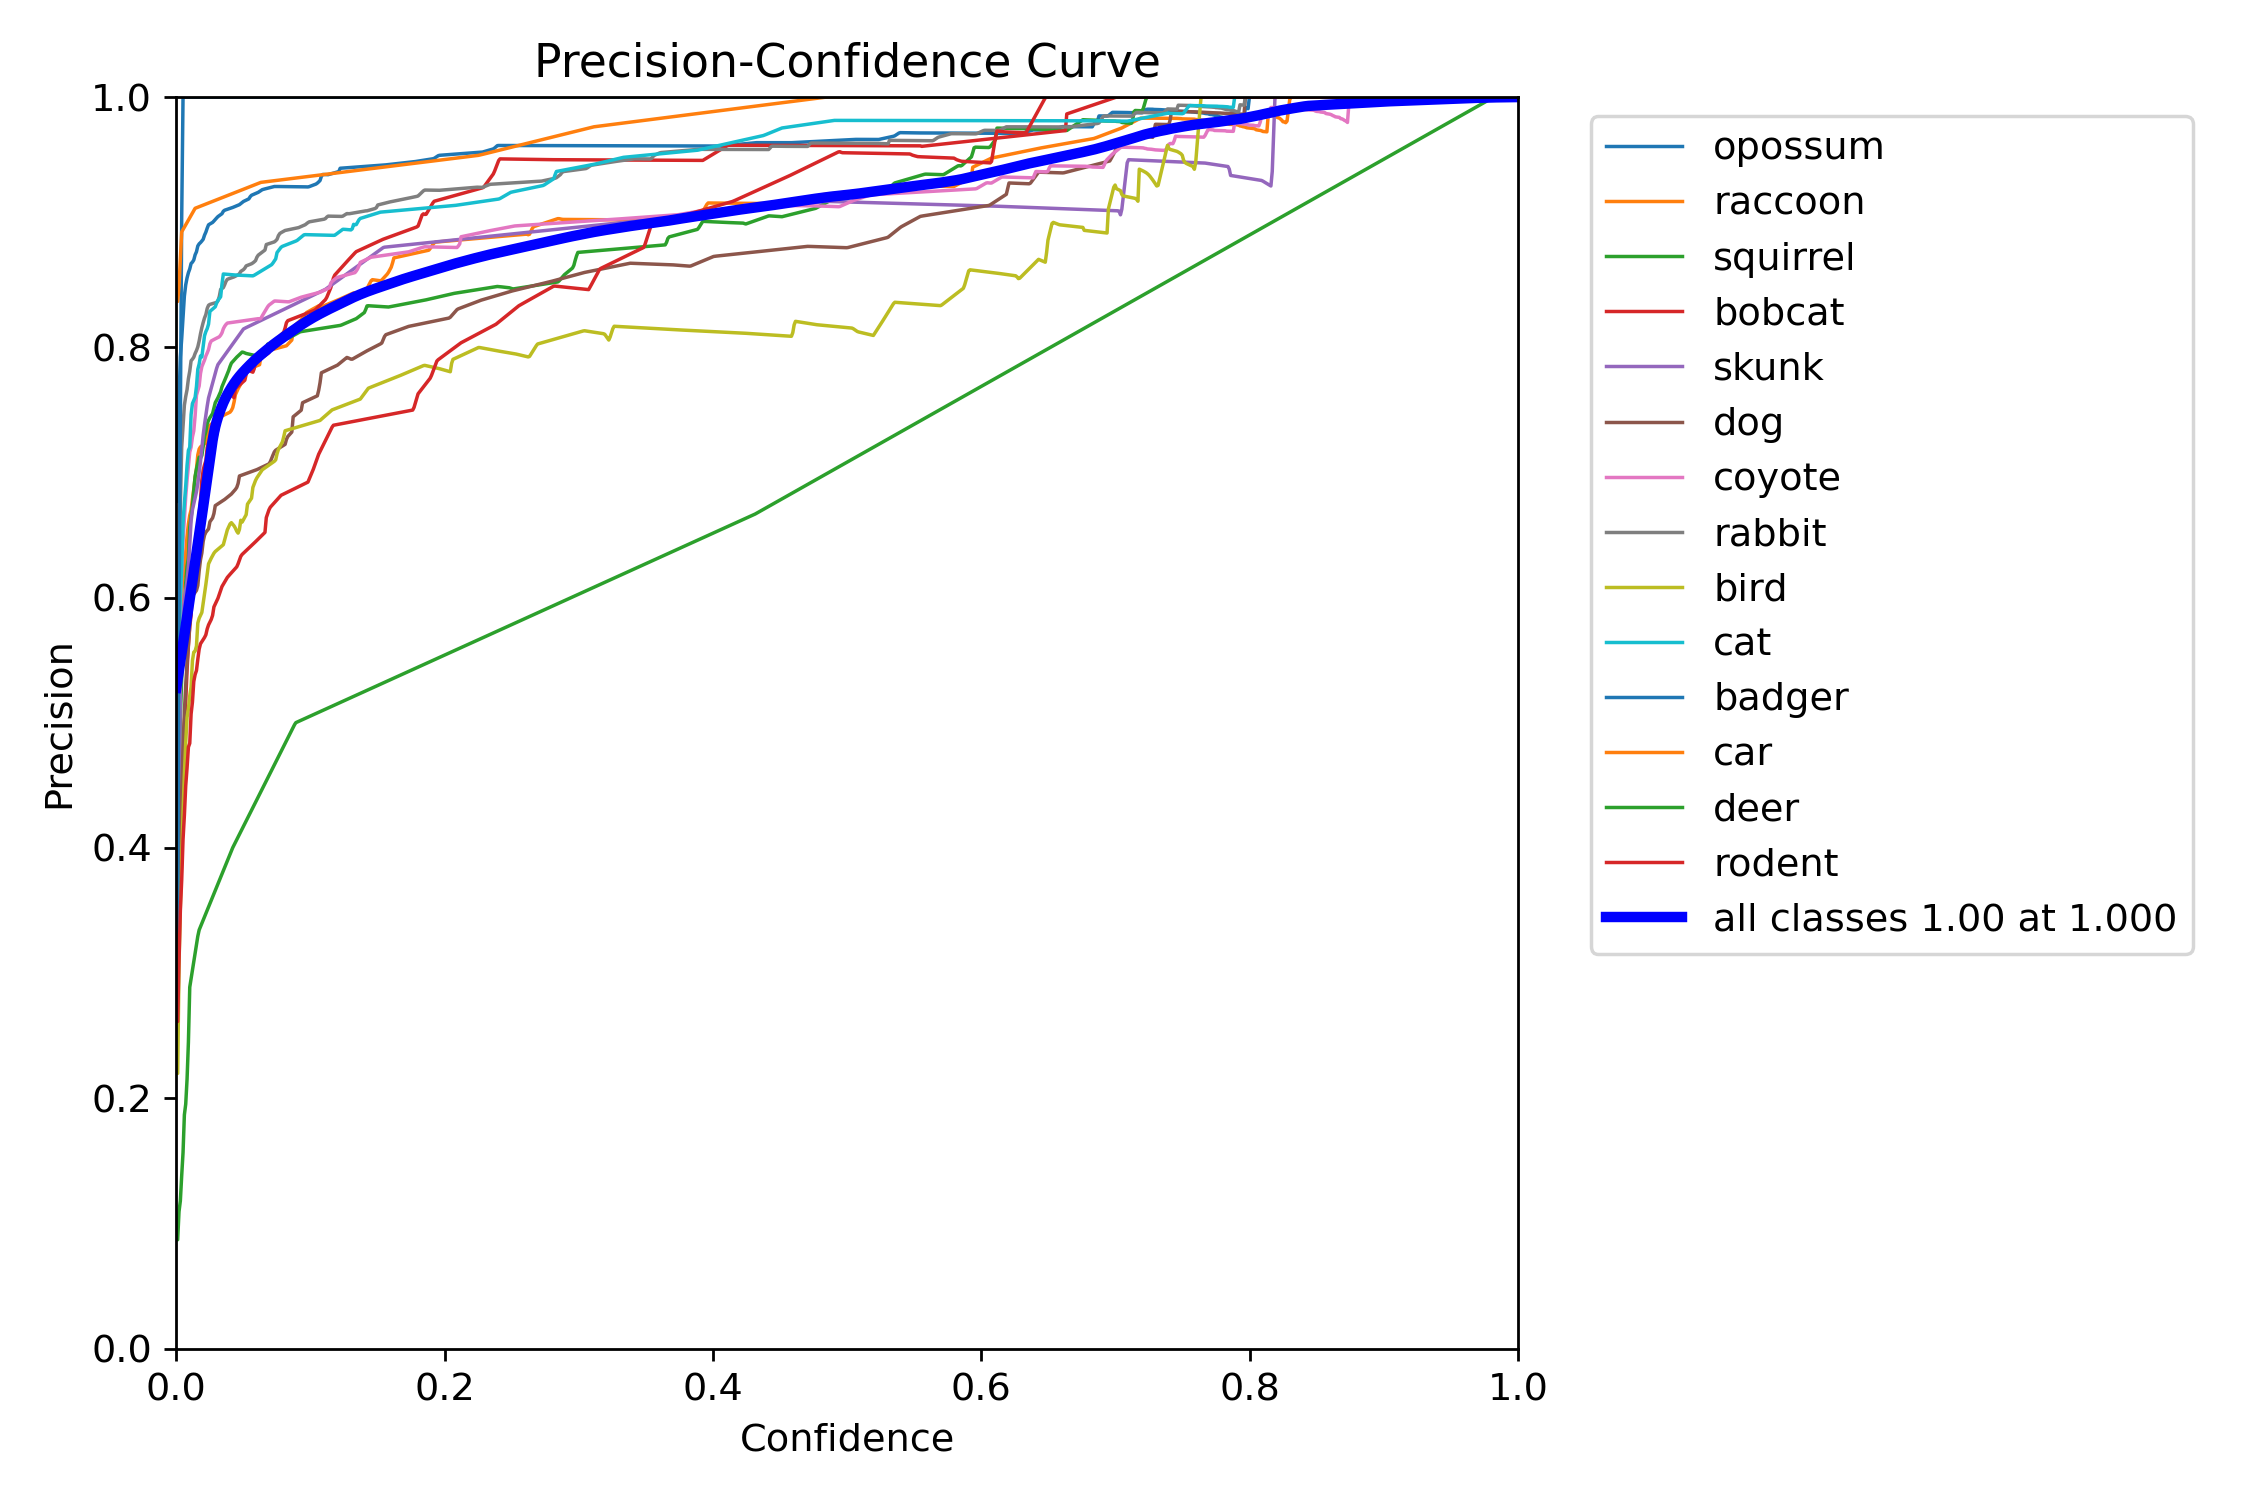 Precision-Confidence Curve
1.0
0.8
0.6
0.4
0.2
0.0
Precision
0.0 0.2 0.4 0.6 0.8 1.0
Confidence
opossum
raccoon
squirrel
bobcat
skunk
dog
coyote
rabbit
bird
cat
badger
car
deer
rodent
all classes 1.00 at 1.000